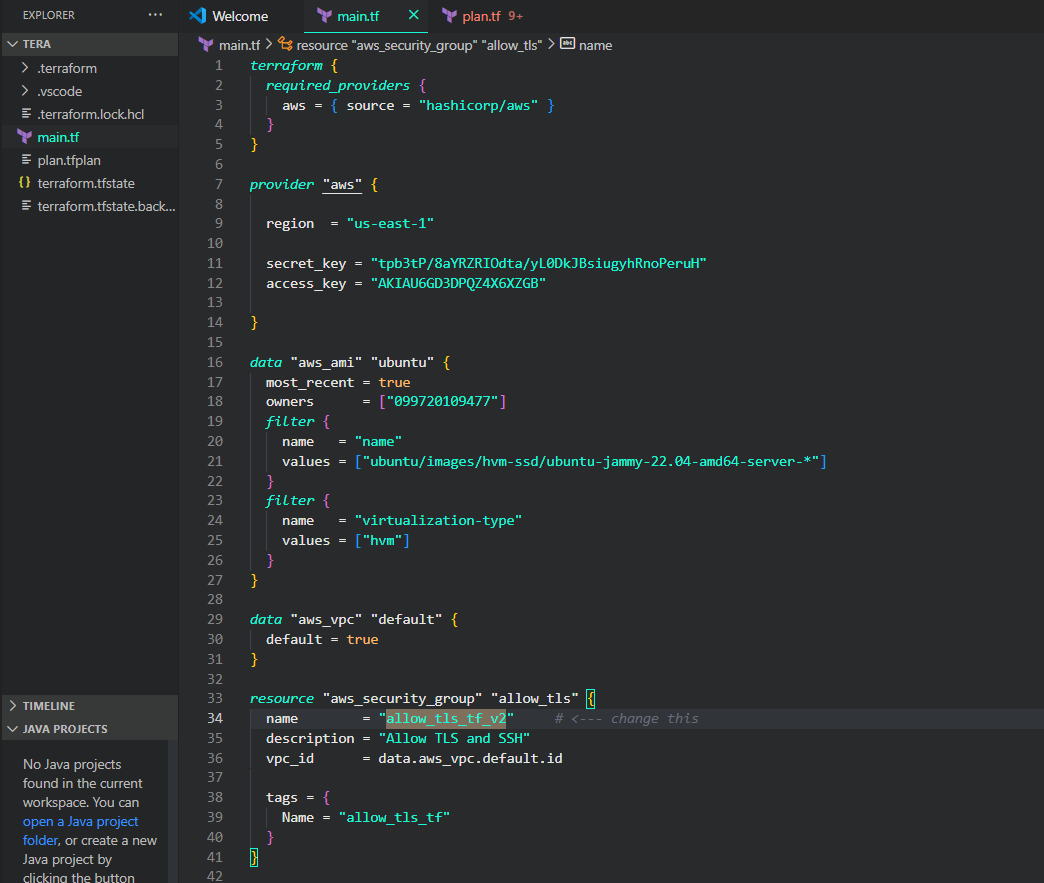 EXPLORER ...
Welcome
main.tf
plan.tf 9+
TERA
.terraform
.vscode
.terraform.lock.hcl
main.tf
plan.tfplan
terraform.tfstate
terraform.tfstate.back...
TIMELINE
JAVA PROJECTS
No Java projects
found in the current
workspace. You can
open a Java project
folder, or create a new
Java project by
clicking the button
main.tf > resource "aws_security_group" "allow_tls" > name
1 terraform {
2 required_providers {
3 aws = { source = "hashicorp/aws" }
4 }
5 }
6
7 provider "aws" {
8
9 region = "us-east-1"
10
11 secret_key = "tpb3tP/8aYRZRIOdta/yL0DkJBsiugyhRnoPeruH"
12 access_key = "AKIAU6GD3DPQZ4X6XZGB"
13
14 }
15
16 data "aws_ami" "ubuntu" {
17 most_recent = true
18 owners = ["099720109477"]
19 filter {
20 name = "name"
21 values = ["ubuntu/images/hvm-ssd/ubuntu-jammy-22.04-amd64-server-*"]
22 }
23 filter {
24 name = "virtualization-type"
25 values = ["hvm"]
26 }
27 }
28
29 data "aws_vpc" "default" {
30 default = true
31 }
32
33 resource "aws_security_group" "allow_tls" {
34 name = "allow_tls_tf_v2" # <--- change this
35 description = "Allow TLS and SSH"
36 vpc_id = data.aws_vpc.default.id
37
38 tags = {
39 Name = "allow_tls_tf"
40 }
41 }
42